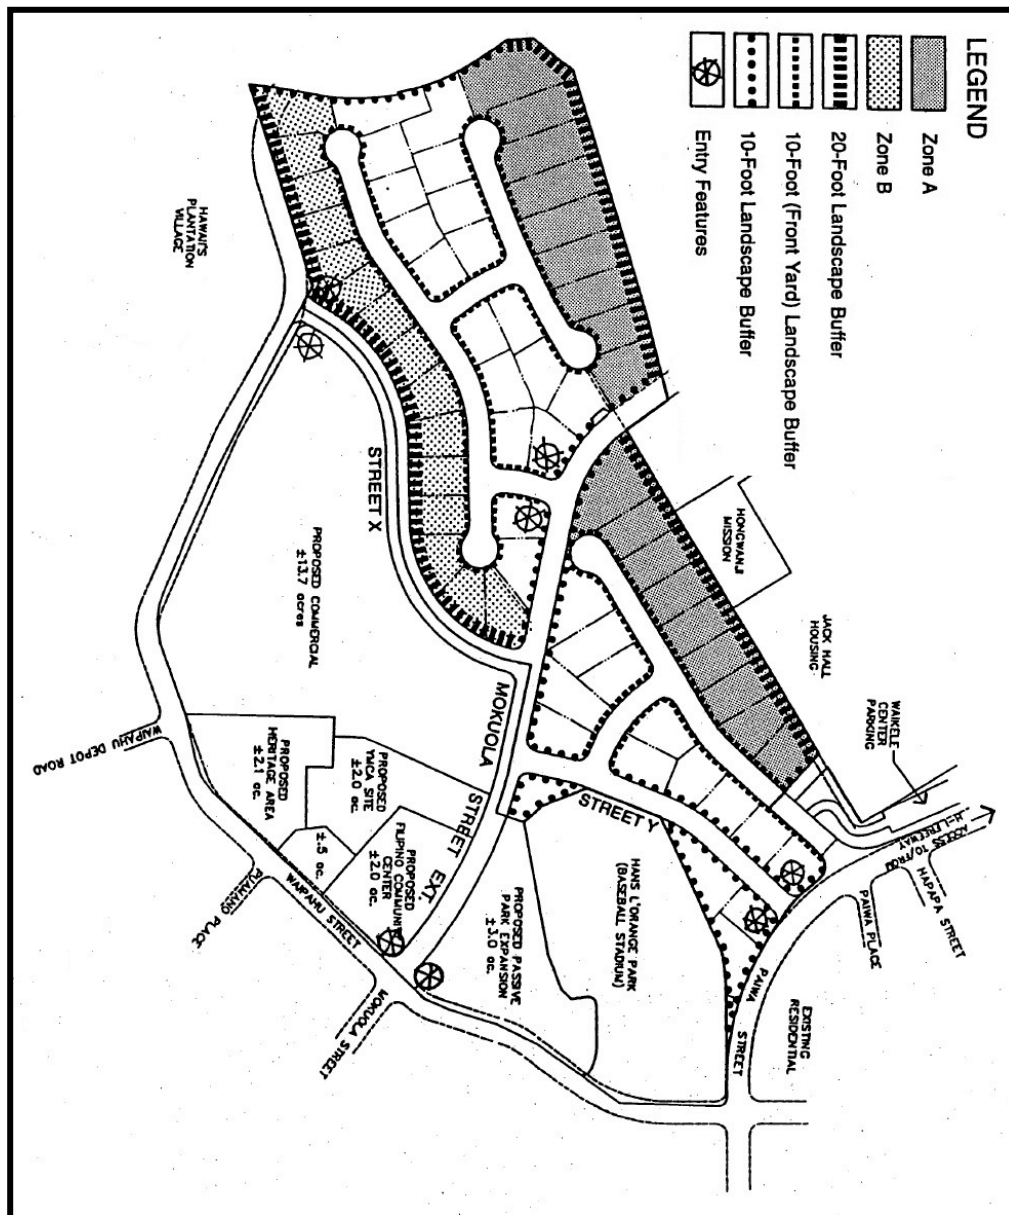 LEGEND
Zone A
Zone B
20-Foot Landscape Buffer
10-Foot (Front Yard) Landscape Buffer
10-Foot Landscape Buffer
Entry Features
HAWAII'S
PLANTATION
VILLAGE
HONGWANJI
MISSION
JACK HALL
HOUSING
WAIKELE
CENTER
PARKING
ACCESS TO/FROM
H-1 FREEWAY
HAPAPA STREET
PAIWA PLACE
EXISTING
RESIDENTIAL
PAIWA STREET
HANS L'ORANGE PARK
(BASEBALL STADIUM)
STREET Y
STREET X
MOKUOLA STREET EXT.
PROPOSED COMMERCIAL
±13.7 acres
PROPOSED PASSIVE
PARK EXPANSION
±3.0 ac.
PROPOSED
FILIPINO COMMUNITY
CENTER
±2.0 ac.
PROPOSED
YMCA SITE
±2.0 ac.
PROPOSED
HERITAGE AREA
±2.1 ac.
±.5 ac.
WAIPAHU STREET
WAIPAHU DEPOT ROAD
MOKUOLA STREET